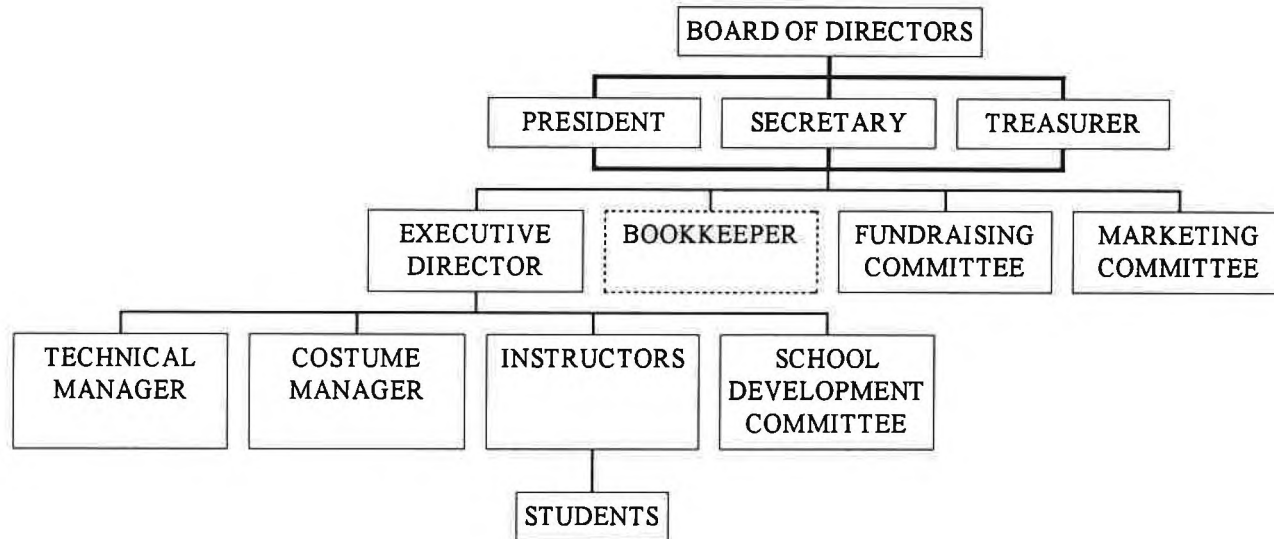 BOARD OF DIRECTORS
PRESIDENT
SECRETARY
TREASURER
EXECUTIVE
DIRECTOR
BOOKKEEPER
FUNDRAISING
COMMITTEE
MARKETING
COMMITTEE
TECHNICAL
MANAGER
COSTUME
MANAGER
INSTRUCTORS
SCHOOL
DEVELOPMENT
COMMITTEE
STUDENTS